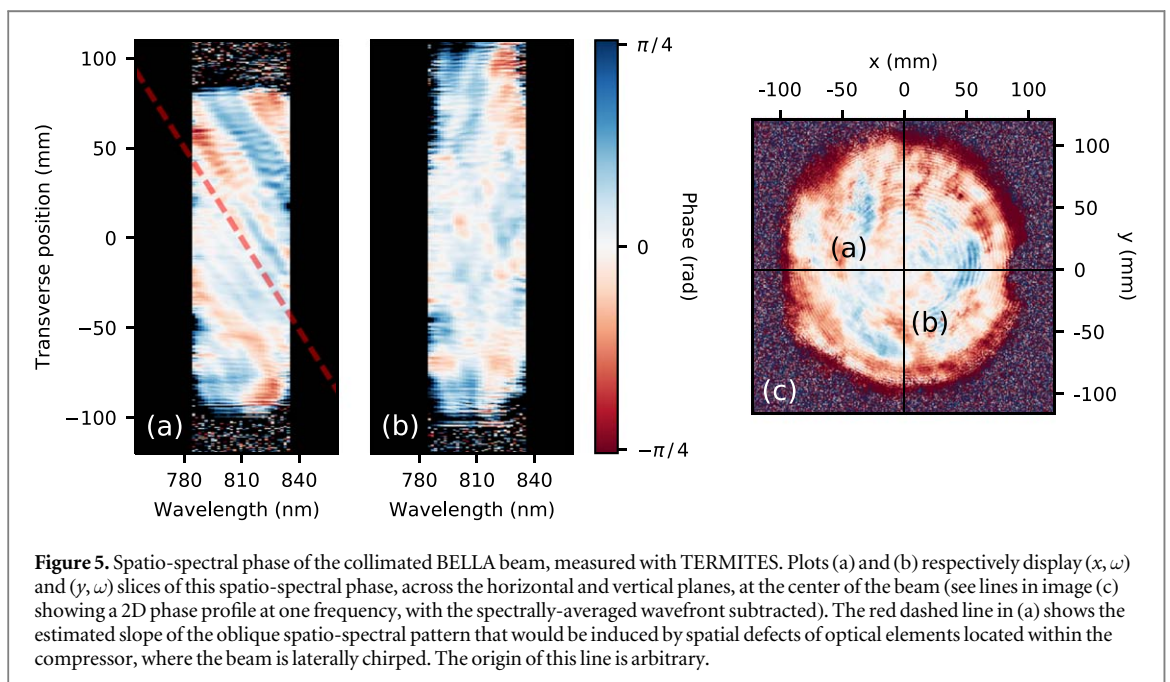 100
50
0
−50
−100
Transverse position (mm)
(a)
780 810 840
Wavelength (nm)
(b)
780 810 840
Wavelength (nm)
π/4
0
−π/4
Phase (rad)
x (mm)
-100 -50 0 50 100
100
50
0
-50
-100
y (mm)
(a)
(b)
(c)
Figure 5. Spatio-spectral phase of the collimated BELLA beam, measured with TERMITES. Plots (a) and (b) respectively display (x, ω)
and (y, ω) slices of this spatio-spectral phase, across the horizontal and vertical planes, at the center of the beam (see lines in image (c)
showing a 2D phase profile at one frequency, with the spectrally-averaged wavefront subtracted). The red dashed line in (a) shows the
estimated slope of the oblique spatio-spectral pattern that would be induced by spatial defects of optical elements located within the
compressor, where the beam is laterally chirped. The origin of this line is arbitrary.